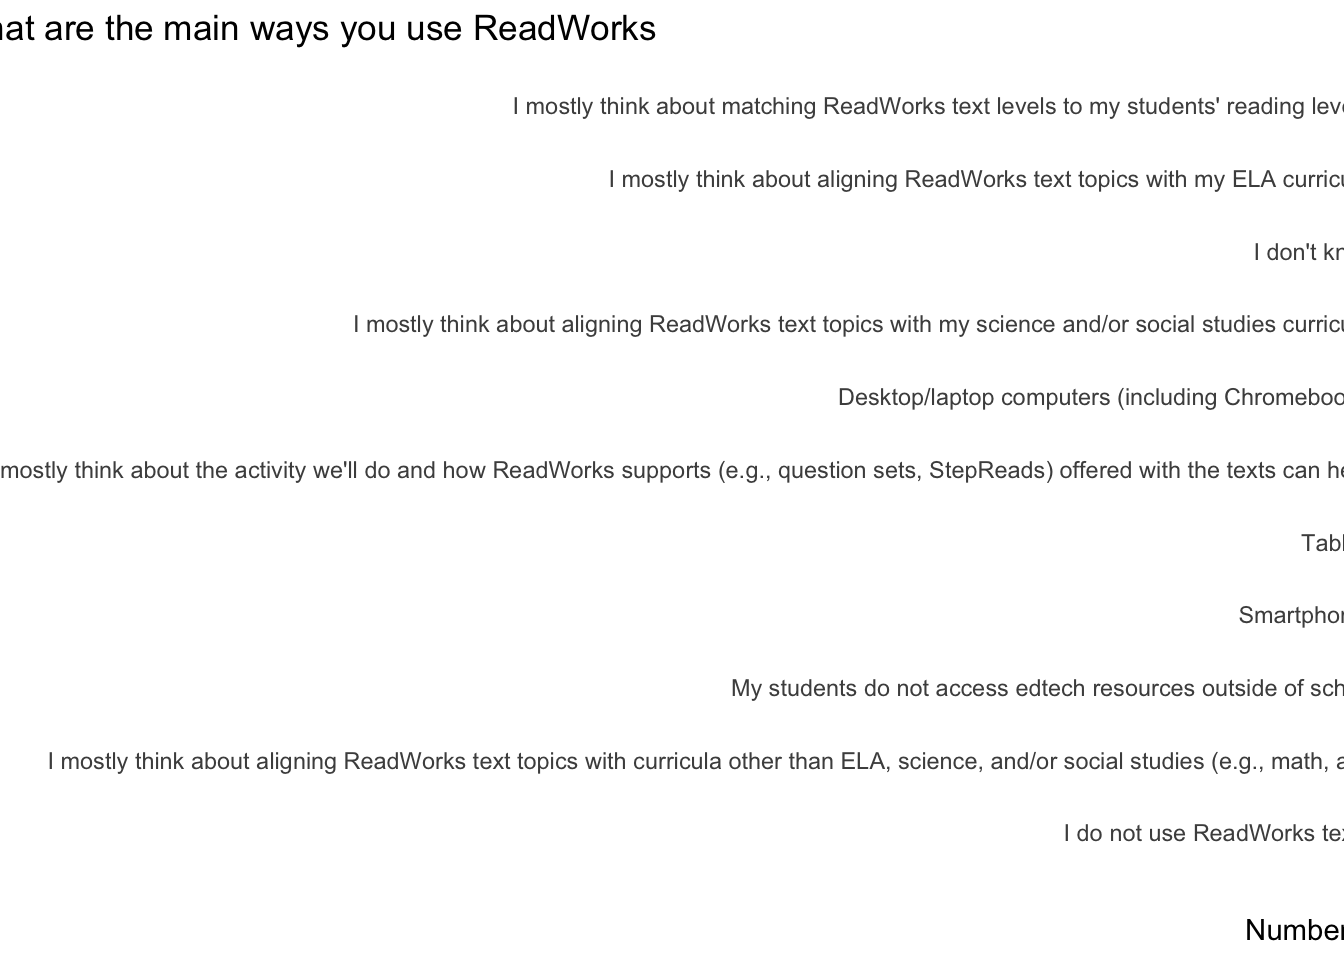 hat are the main ways you use ReadWorks
I mostly think about matching ReadWorks text levels to my students' reading leve
I mostly think about aligning ReadWorks text topics with my ELA curricu
I don't kn
I mostly think about aligning ReadWorks text topics with my science and/or social studies curricu
Desktop/laptop computers (including Chromeboo
mostly think about the activity we'll do and how ReadWorks supports (e.g., question sets, StepReads) offered with the texts can he
Tabl
Smartphon
My students do not access edtech resources outside of sch
I mostly think about aligning ReadWorks text topics with curricula other than ELA, science, and/or social studies (e.g., math, a
I do not use ReadWorks tex
Number